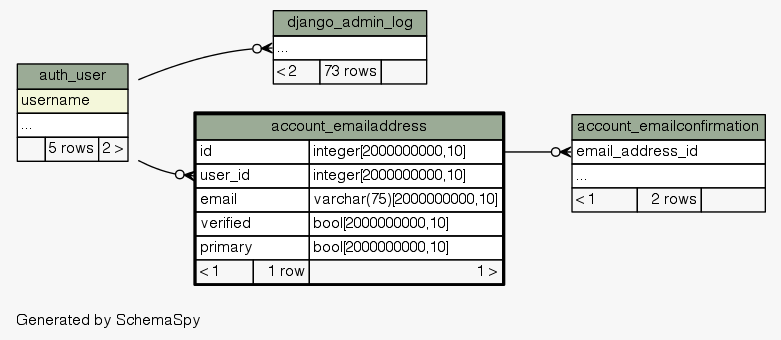 django_admin_log
...
< 2 73 rows
auth_user
username
...
5 rows 2 >
account_emailaddress
id integer[2000000000,10]
user_id integer[2000000000,10]
email varchar(75)[2000000000,10]
verified bool[2000000000,10]
primary bool[2000000000,10]
< 1 1 row 1 >
account_emailconfirmation
email_address_id
...
< 1 2 rows
Generated by SchemaSpy